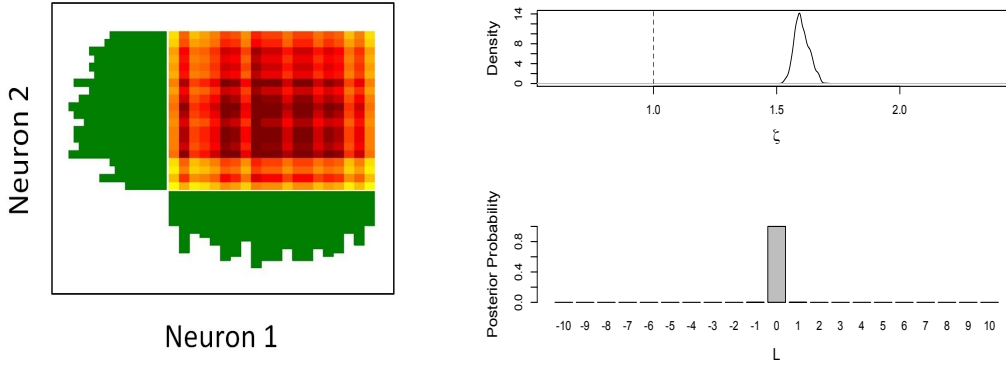 Neuron 2
Neuron 1
Density
0 4 8 14
1.0 1.5 2.0
ζ
Posterior Probability
0.0 0.4 0.8
-10 -9 -8 -7 -6 -5 -4 -3 -2 -1 0 1 2 3 4 5 6 7 8 9 10
L